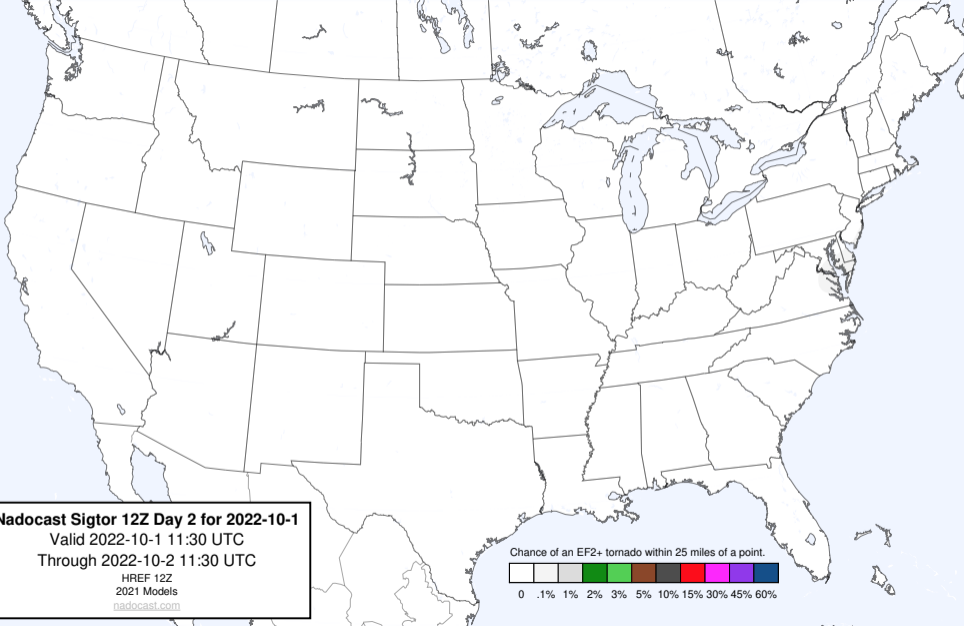 Nadocast Sigtor 12Z Day 2 for 2022-10-1
Valid 2022-10-1 11:30 UTC
Through 2022-10-2 11:30 UTC
HREF 12Z
2021 Models
nadocast.com
Chance of an EF2+ tornado within 25 miles of a point.
0 .1% 1% 2% 3% 5% 10% 15% 30% 45% 60%